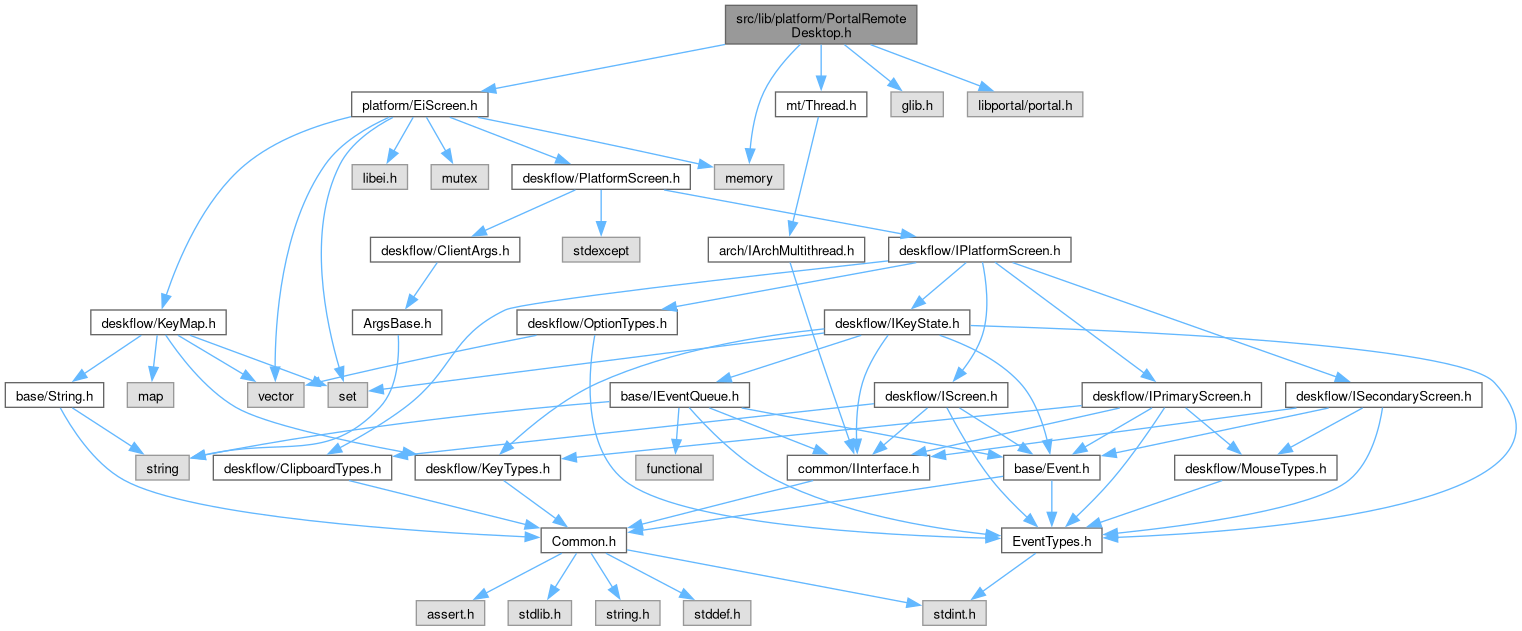 src/lib/platform/PortalRemote
Desktop.h
platform/EiScreen.h
mt/Thread.h
glib.h
libportal/portal.h
libei.h
mutex
deskflow/PlatformScreen.h
memory
deskflow/ClientArgs.h
stdexcept
arch/IArchMultithread.h
deskflow/IPlatformScreen.h
deskflow/KeyMap.h
ArgsBase.h
deskflow/OptionTypes.h
deskflow/IKeyState.h
base/String.h
map
vector
set
base/IEventQueue.h
deskflow/IScreen.h
deskflow/IPrimaryScreen.h
deskflow/ISecondaryScreen.h
string
deskflow/ClipboardTypes.h
deskflow/KeyTypes.h
functional
common/IInterface.h
base/Event.h
deskflow/MouseTypes.h
Common.h
EventTypes.h
assert.h
stdlib.h
string.h
stddef.h
stdint.h